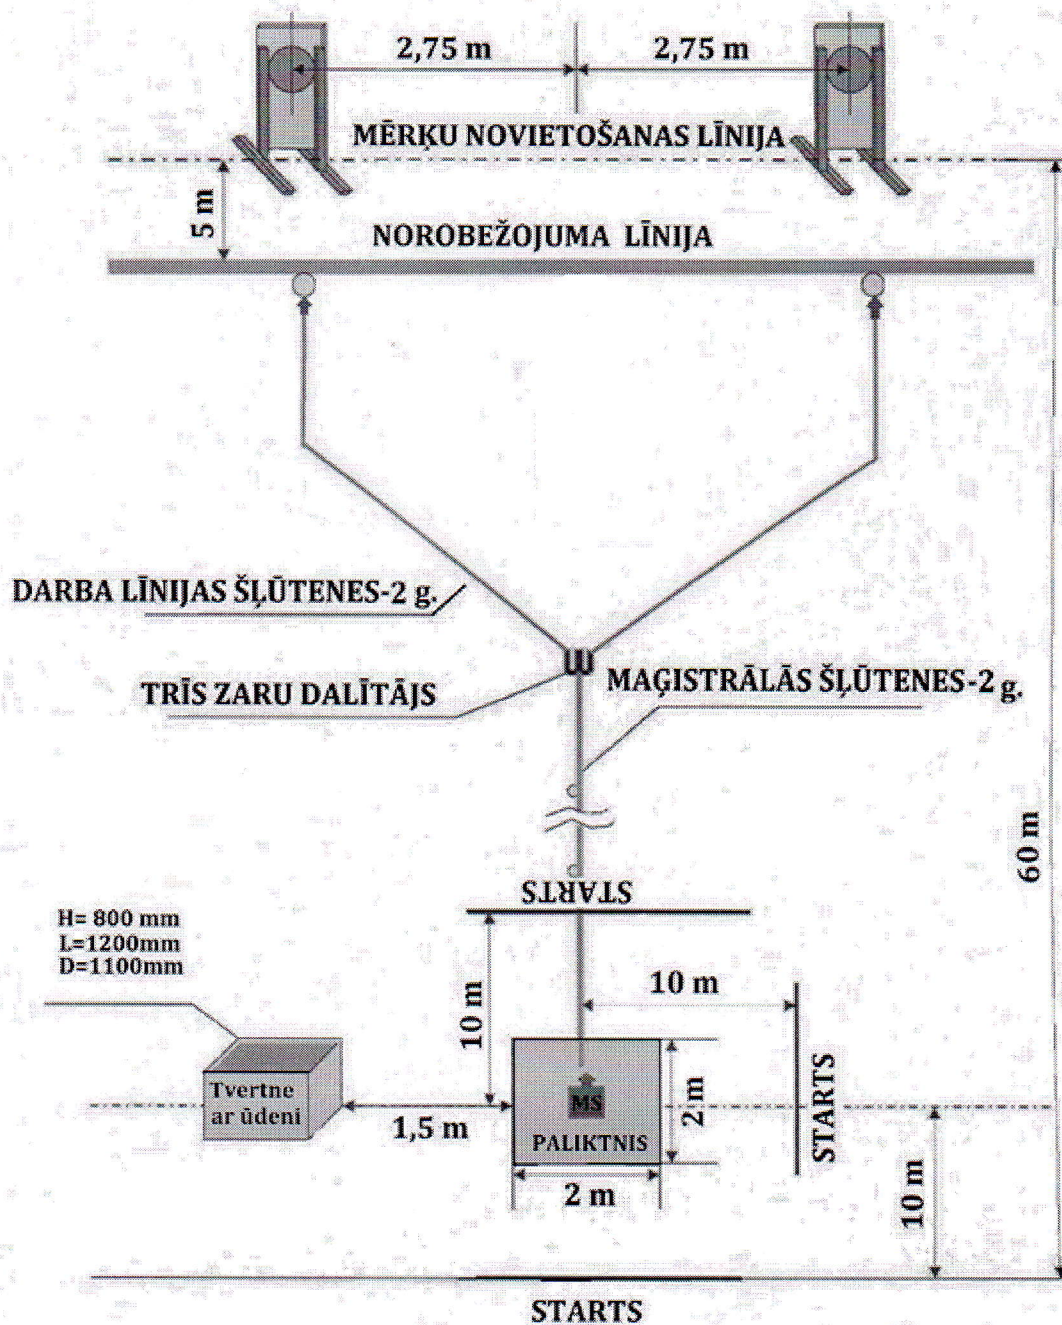 2,75 m
2,75 m
MĒRĶU NOVIETOŠANAS LĪNIJA
5 m
NOROBEŽOJUMA LĪNIJA
DARBA LĪNIJAS ŠĻŪTENES-2 g.
TRĪS ZARU DALĪTĀJS
MAĢISTRĀLĀS ŠĻŪTENES-2 g.
60 m
STARTS
H= 800 mm
L=1200mm
D=1100mm
10 m
10 m
Tvertne
ar ūdeni
1,5 m
MS
PALIKTNIS
2 m
2 m
STARTS
10 m
STARTS